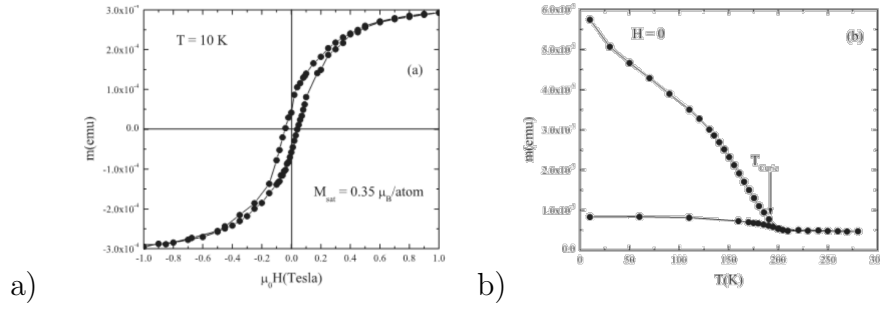 3.0x10⁻⁴
2.0x10⁻⁴
1.0x10⁻⁴
0.0
-1.0x10⁻⁴
-2.0x10⁻⁴
-3.0x10⁻⁴
m(emu)
T = 10 K
(a)
M_sat = 0.35 μ_B/atom
-1.0 -0.8 -0.6 -0.4 -0.2 0.0 0.2 0.4 0.6 0.8 1.0
μ₀H(Tesla)
a)
m(emu)
0.0
H = 0
(b)
T_Curie
0 50 100 150 200 250 300
T(K)
b)